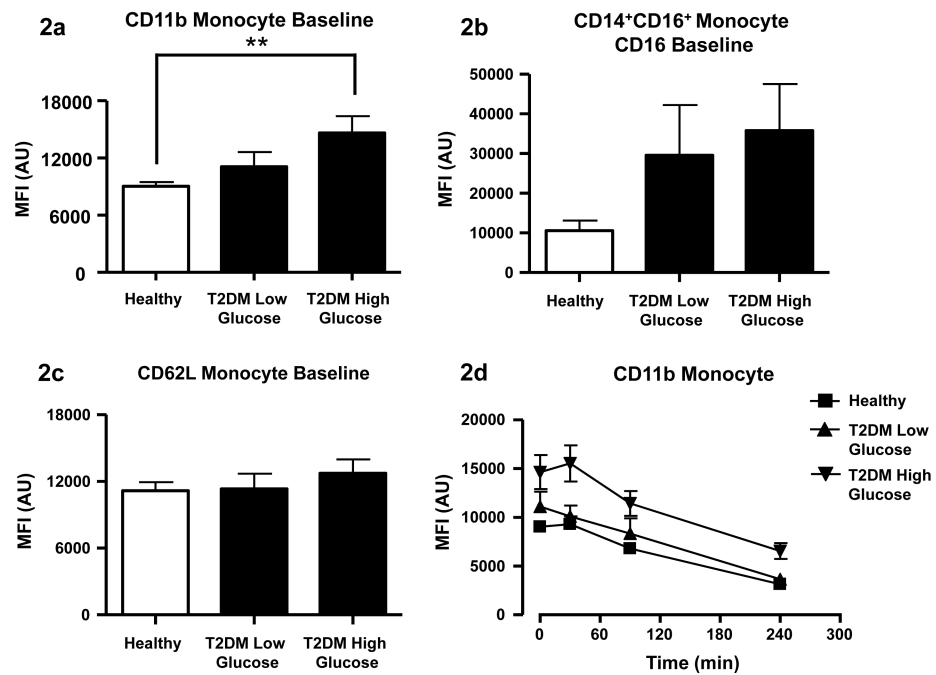 2a
CD11b Monocyte Baseline
**
MFI (AU)
18000
12000
6000
0
Healthy
T2DM Low
Glucose
T2DM High
Glucose
2b
CD14⁺CD16⁺ Monocyte
CD16 Baseline
MFI (AU)
50000
40000
30000
20000
10000
0
Healthy
T2DM Low
Glucose
T2DM High
Glucose
2c
CD62L Monocyte Baseline
MFI (AU)
18000
12000
6000
0
Healthy
T2DM Low
Glucose
T2DM High
Glucose
2d
CD11b Monocyte
MFI (AU)
20000
15000
10000
5000
0
0 60 120 180 240 300
Time (min)
Healthy
T2DM Low
Glucose
T2DM High
Glucose